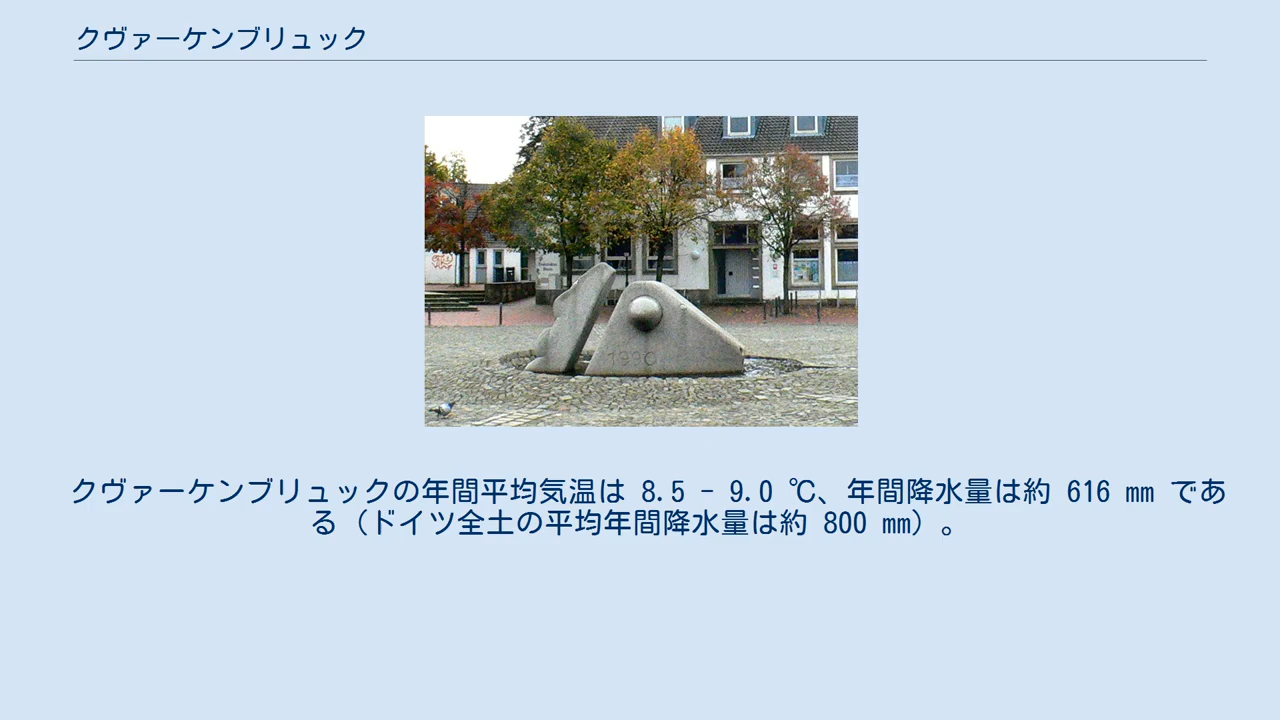 クヴァーケンブリュック
1990
クヴァーケンブリュックの年間平均気温は 8.5 - 9.0 ℃、年間降水量は約 616 mm であ
る（ドイツ全土の平均年間降水量は約 800 mm）。